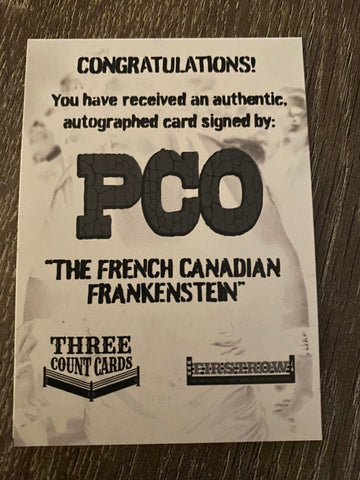 CONGRATULATIONS!
You have received an authentic,
autographed card signed by:
PCO
"THE FRENCH CANADIAN
FRANKENSTEIN"
THREE
COUNT CARDS
FIRSTROW